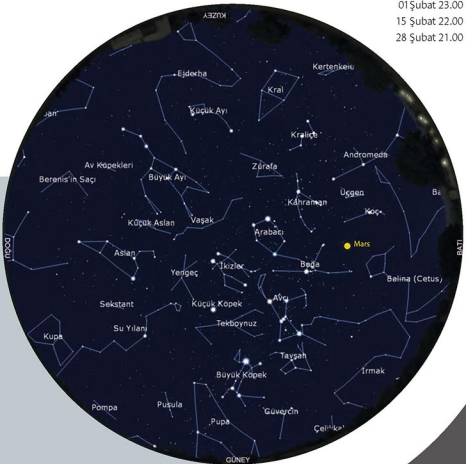 01 Şubat 23.00
15 Şubat 22.00
28 Şubat 21.00
KUZEY
Ejderha
Kertenkele
Kral
Küçük Ayı
Kraliçe
Andromeda
Av Köpekleri
Zürafa
Büyük Ayı
Berenis'in Saçı
Üçgen
Ba
Kahraman
Koç
Vaşak
Küçük Aslan
Arabacı
DOĞU
BATI
Mars
Aslan
İkizler
Boğa
Yengeç
Balina (Cetus)
Sekstant
Küçük Köpek
Avcı
Su Yılanı
Tekboynuz
Kupa
Tavşan
Irmak
Büyük Köpek
Pompa
Pusula
Güvercin
Pupa
GÜNEY